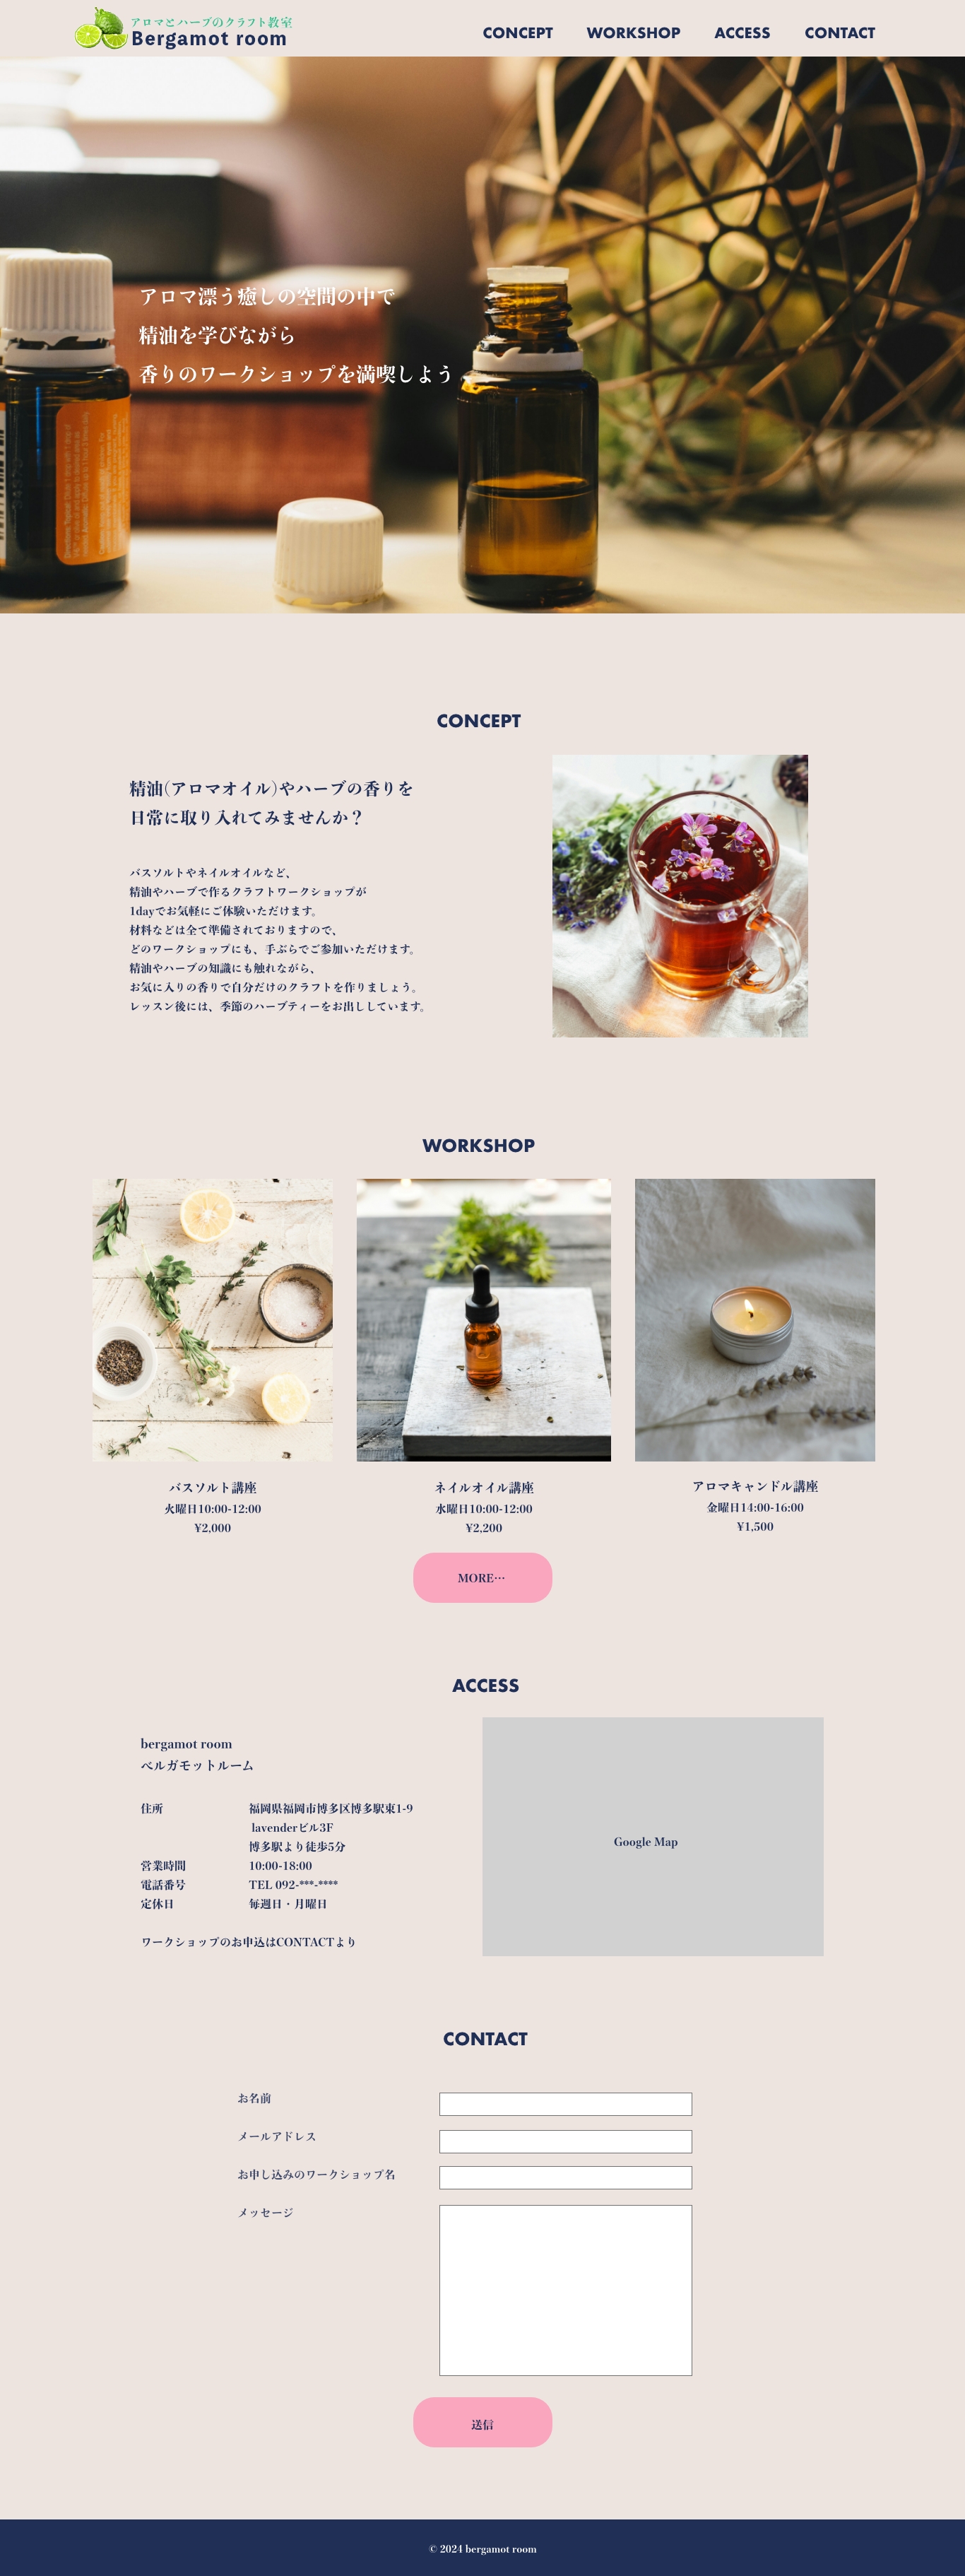 アロマとハーブのクラフト教室
Bergamot room
CONCEPT WORKSHOP ACCESS CONTACT
アロマ漂う癒しの空間の中で
精油を学びながら
香りのワークショップを満喫しよう
CONCEPT
精油(アロマオイル)やハーブの香りを
日常に取り入れてみませんか？
バスソルトやネイルオイルなど、
精油やハーブで作るクラフトワークショップが
1dayでお気軽にご体験いただけます。
材料などは全て準備されておりますので、
どのワークショップにも、手ぶらでご参加いただけます。
精油やハーブの知識にも触れながら、
お気に入りの香りで自分だけのクラフトを作りましょう。
レッスン後には、季節のハーブティーをお出ししています。
WORKSHOP
バスソルト講座
火曜日10:00-12:00
¥2,000
ネイルオイル講座
水曜日10:00-12:00
¥2,200
アロマキャンドル講座
金曜日14:00-16:00
¥1,500
MORE…
ACCESS
bergamot room
ベルガモットルーム
住所 福岡県福岡市博多区博多駅東1-9
lavenderビル3F
博多駅より徒歩5分
営業時間 10:00-18:00
電話番号 TEL 092-***-****
定休日 毎週日・月曜日
ワークショップのお申込はCONTACTより
Google Map
CONTACT
お名前
メールアドレス
お申し込みのワークショップ名
メッセージ
送信
© 2024 bergamot room